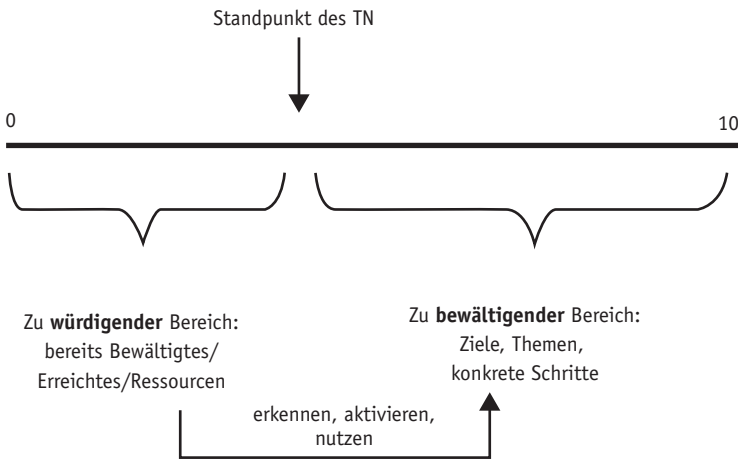 Standpunkt des TN
0
10
Zu würdigender Bereich:
bereits Bewältigtes/
Erreichtes/Ressourcen
Zu bewältigender Bereich:
Ziele, Themen,
konkrete Schritte
erkennen, aktivieren,
nutzen